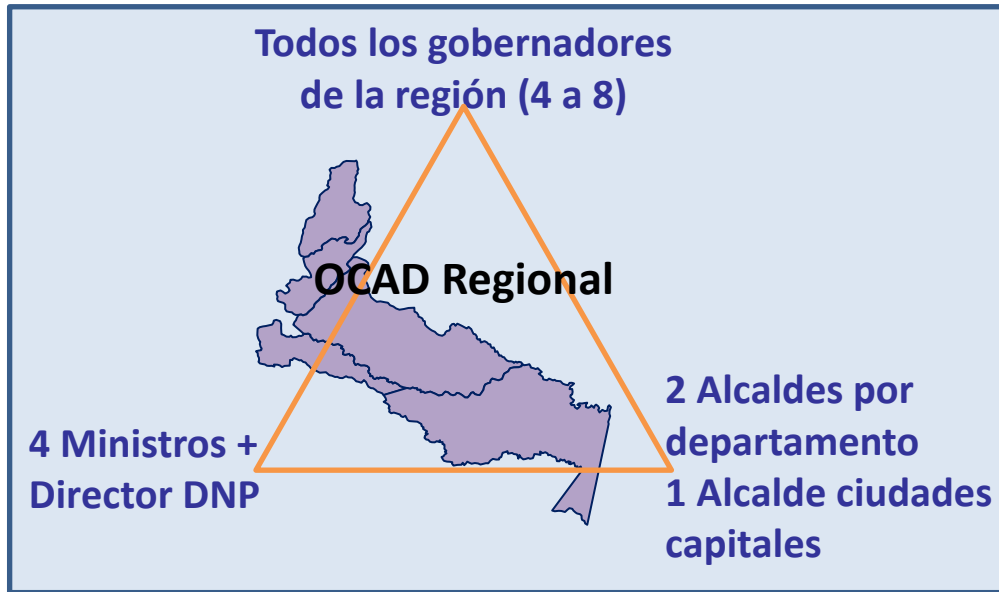 Todos los gobernadores
de la región (4 a 8)
OCAD Regional
4 Ministros +
Director DNP
2 Alcaldes por
departamento
1 Alcalde ciudades
capitales